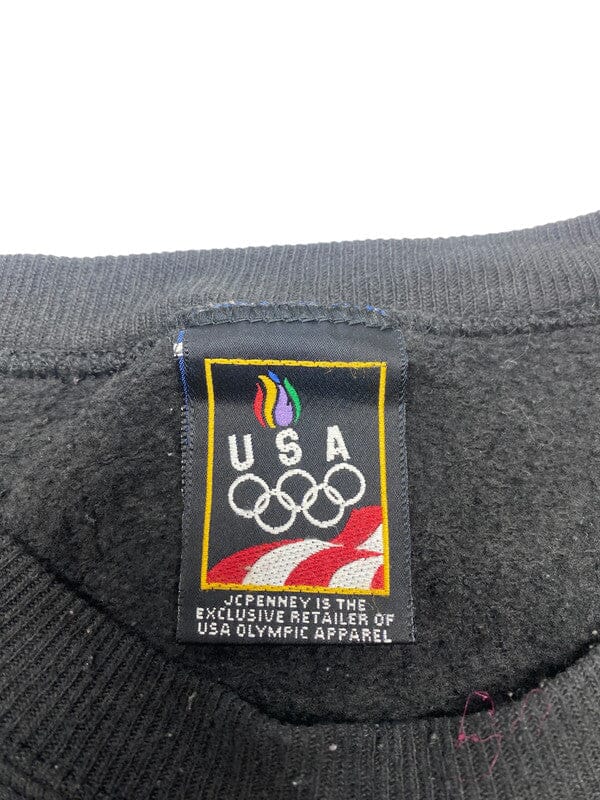 USA
JCPENNEY IS THE
EXCLUSIVE RETAILER OF
USA OLYMPIC APPAREL